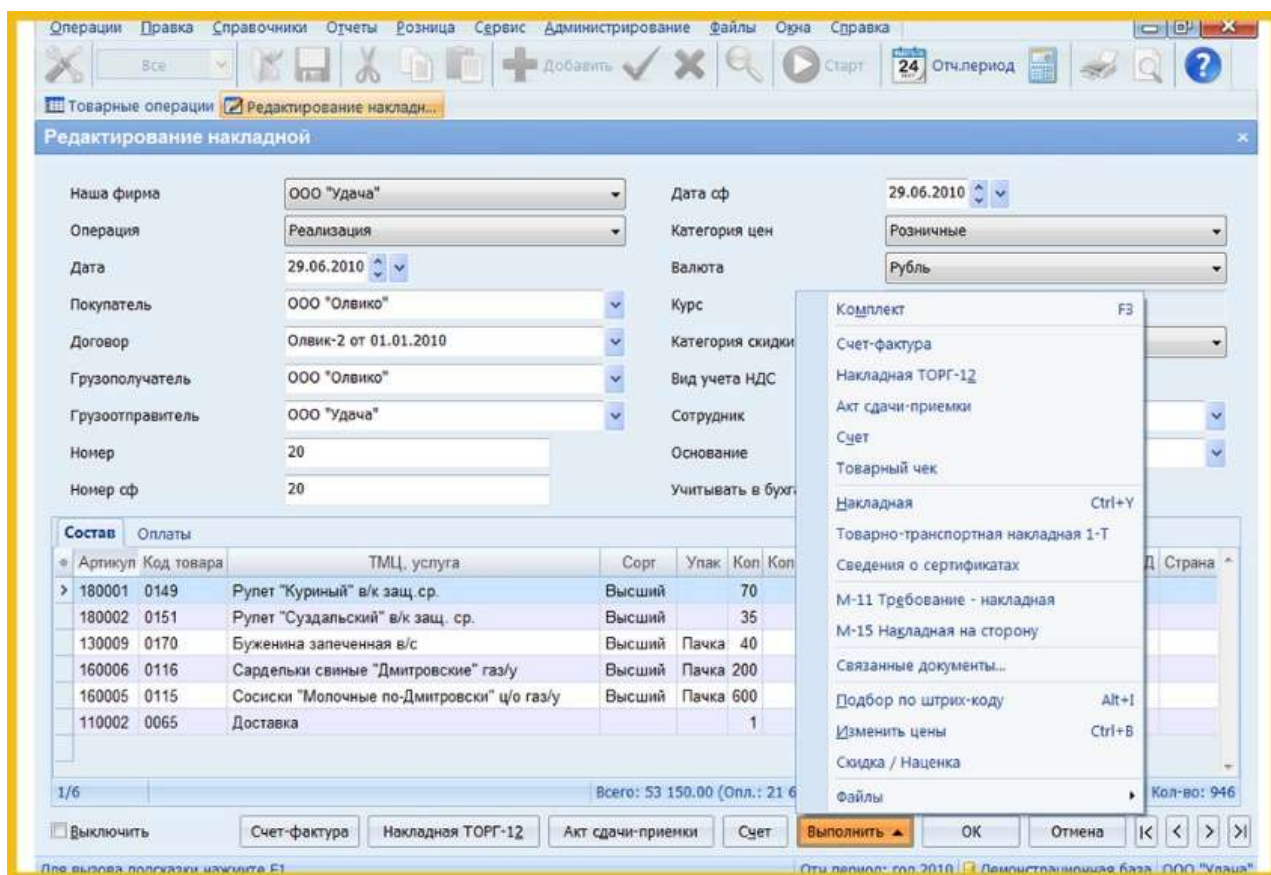 Операции Правка Справочники Отчеты Розница Сервис Администрирование Файлы Окна Справка
Все Добавить Старт 24 Отч.период ?
Товарные операции Редактирование накладн...
Редактирование накладной
Наша фирма ООО "Удача" Дата сф 29.06.2010
Операция Реализация Категория цен Розничные
Дата 29.06.2010 Валюта Рубль
Покупатель ООО "Олвико" Курс
Договор Олвик-2 от 01.01.2010 Категория скидки
Грузополучатель ООО "Олвико" Вид учета НДС
Грузоотправитель ООО "Удача" Сотрудник
Номер 20 Основание
Номер сф 20 Учитывать в бухг
Комплект F3
Счет-фактура
Накладная ТОРГ-12
Акт сдачи-приемки
Счет
Товарный чек
Накладная Ctrl+Y
Товарно-транспортная накладная 1-Т
Сведения о сертификатах
М-11 Требование - накладная
М-15 Накладная на сторону
Связанные документы...
Подбор по штрих-коду Alt+I
Изменить цены Ctrl+B
Скидка / Наценка
Файлы
Состав Оплаты
Артикул Код товара ТМЦ, услуга Сорт Упак Кол Кол Д Страна
180001 0149 Рулет "Куриный" в/к защ.ср. Высший 70
180002 0151 Рулет "Суздальский" в/к защ. ср. Высший 35
130009 0170 Буженина запеченная в/с Высший Пачка 40
160006 0116 Сардельки свиные "Дмитровские" газ/у Высший Пачка 200
160005 0115 Сосиски "Молочные по-Дмитровски" ц/о газ/у Высший Пачка 600
110002 0065 Доставка 1
1/6 Всего: 53 150.00 (Опл.: 21 6 Кол-во: 946
Выключить Счет-фактура Накладная ТОРГ-12 Акт сдачи-приемки Счет Выполнить ОК Отмена
Для вызова подсказки нажмите F1 Отч период: год 2010 Демонстрационная база ООО "Удача"